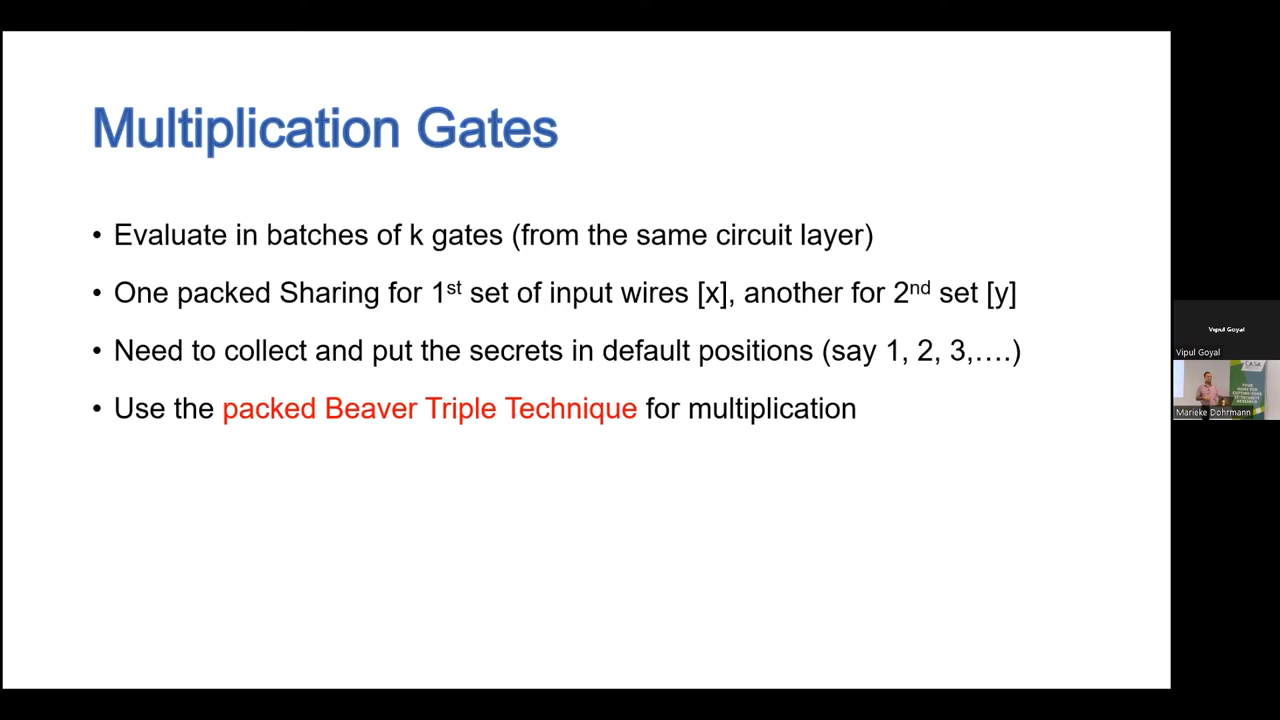 Multiplication Gates
• Evaluate in batches of k gates (from the same circuit layer)
• One packed Sharing for 1st set of input wires [x], another for 2nd set [y]
• Need to collect and put the secrets in default positions (say 1, 2, 3,….)
• Use the packed Beaver Triple Technique for multiplication
Vipul Goyal
Vipul Goyal
CASA
Marieke Dohrmann